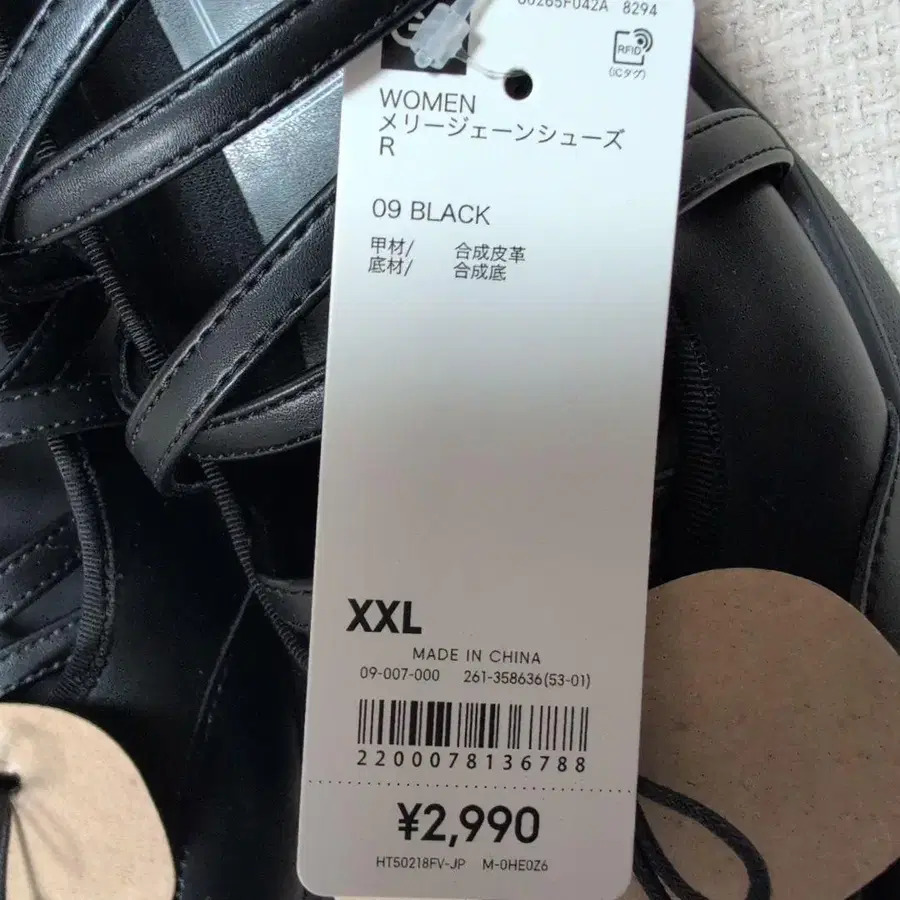 00265F042A 8294
RFID
(ICタグ)
WOMEN
メリージェーンシューズ
R
09 BLACK
甲材/ 合成皮革
底材/ 合成底
XXL
MADE IN CHINA
09-007-000 261-358636(53-01)
2200078136788
¥2,990
HT50218FV-JP M-0HE0Z6